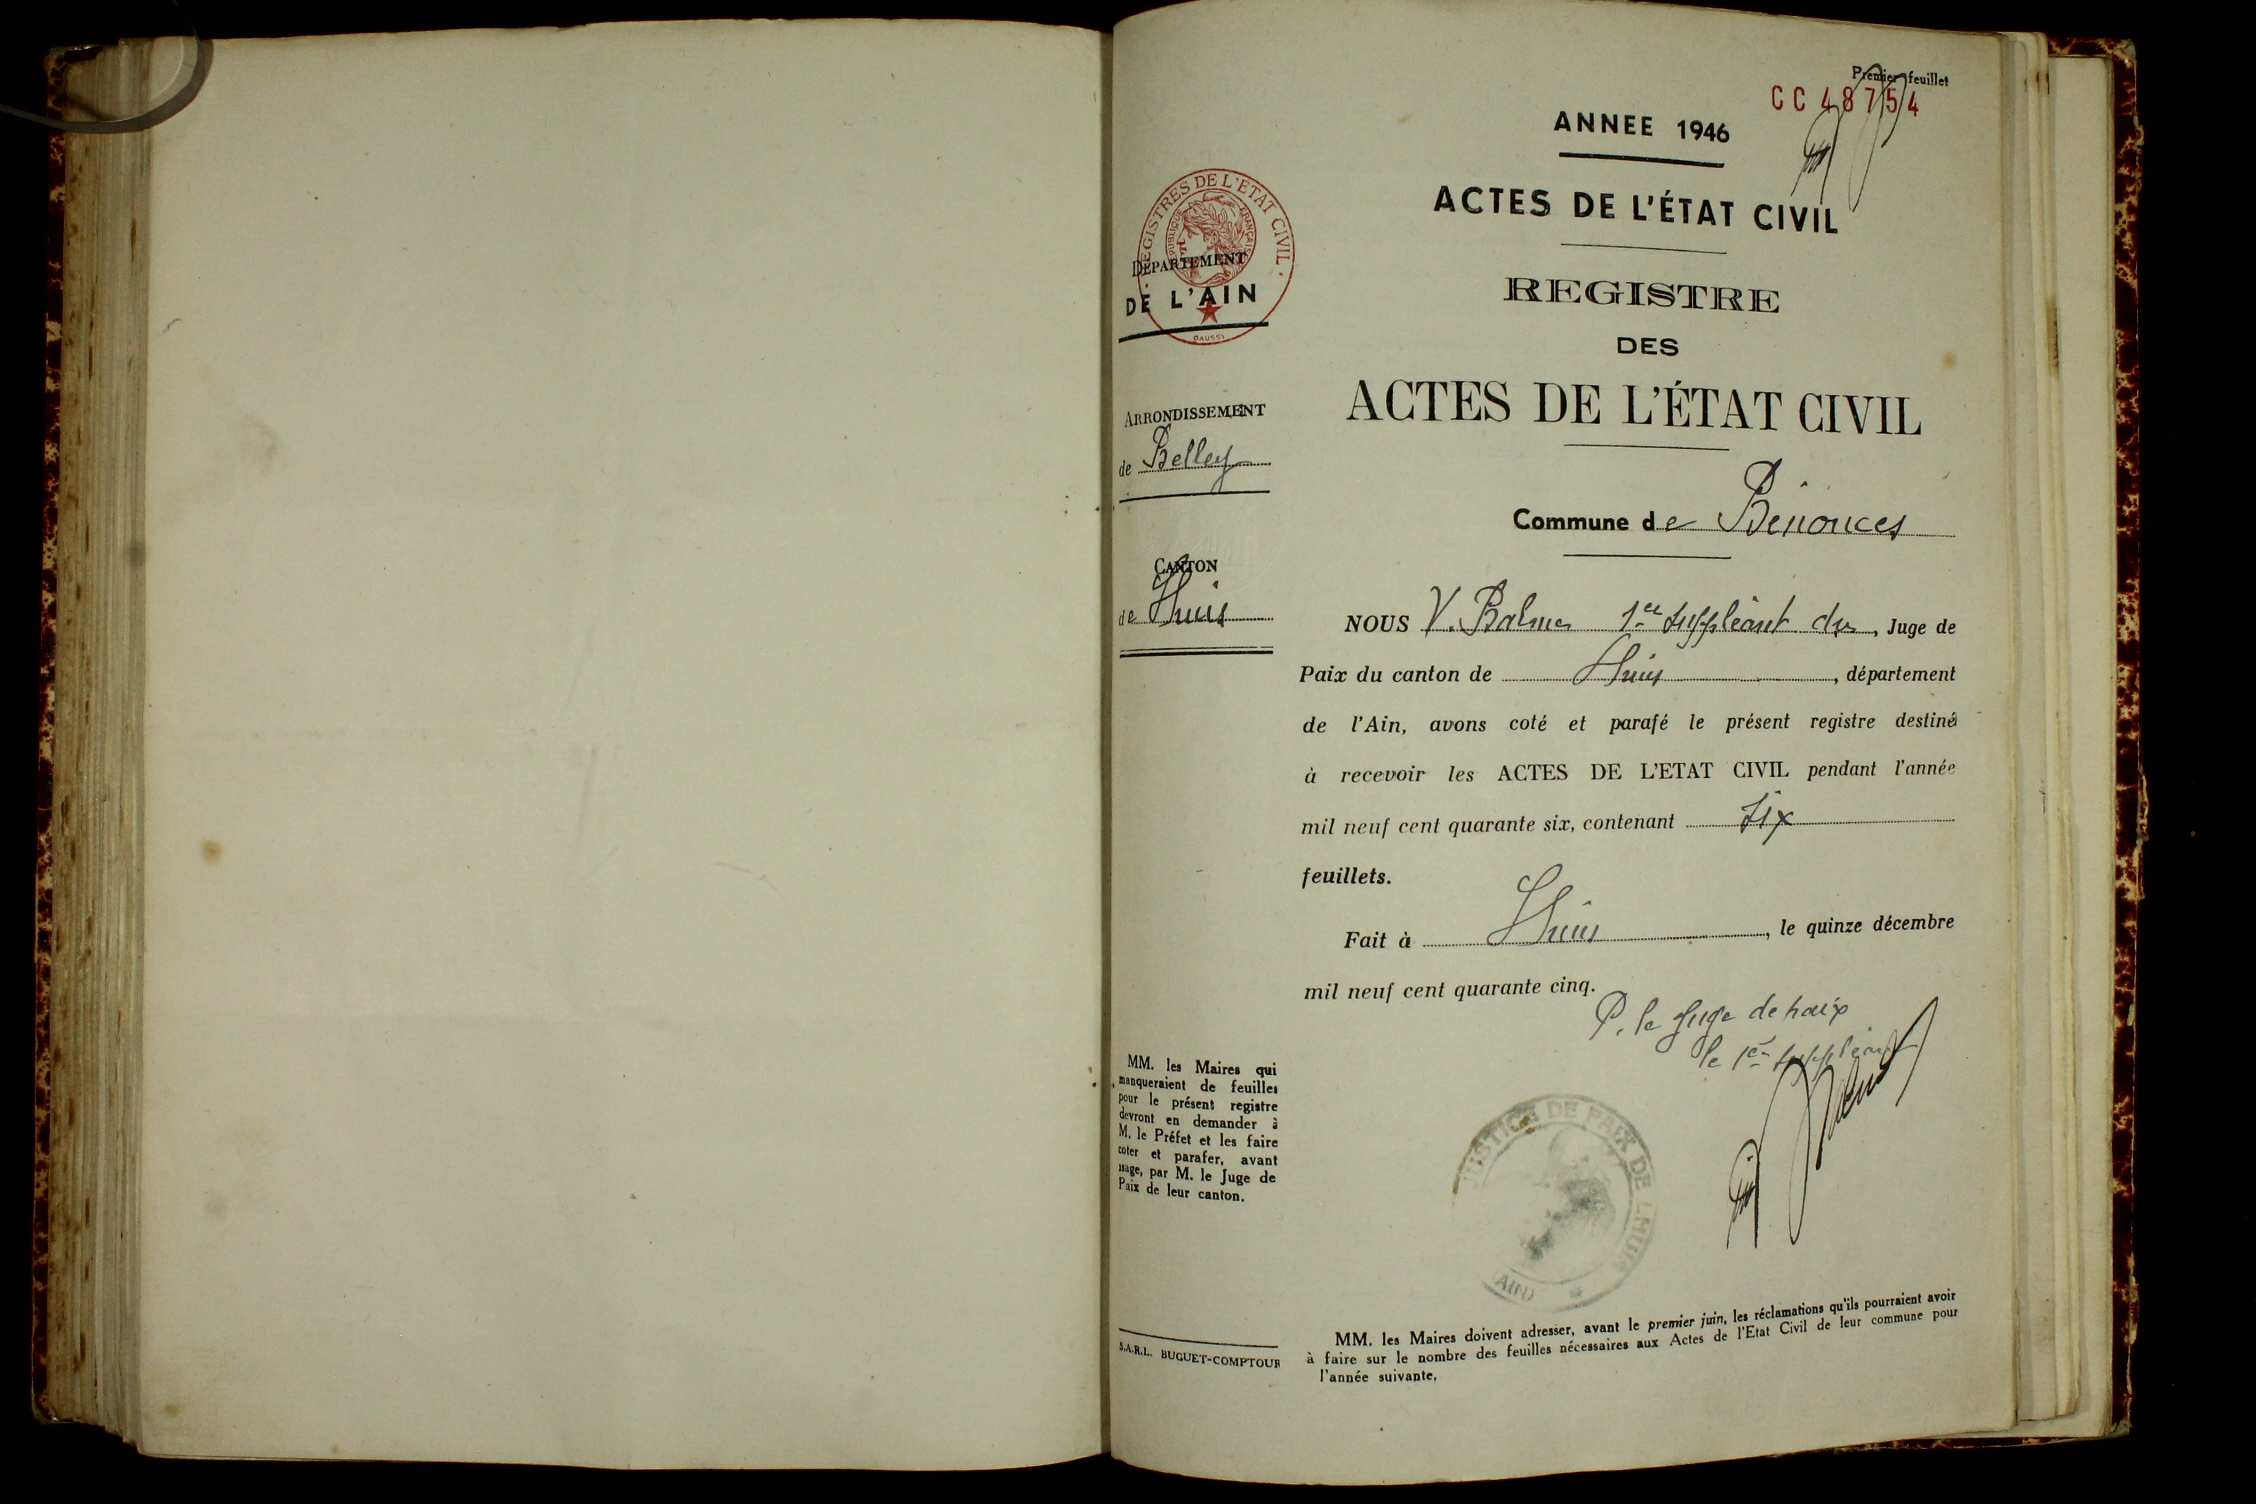 Premier feuillet
CC 48754
ANNEE 1946
ACTES DE L'ÉTAT CIVIL
REGISTRES DE L'ETAT CIVIL
RÉPUBLIQUE FRANÇAISE
DAUSSY
DÉPARTEMENT
DE L'AIN
REGISTRE
DES
ACTES DE L'ÉTAT CIVIL
ARRONDISSEMENT
de Belley
Commune de Bénonces
CANTON
de Lhuis
NOUS V. Balme 1er suppléant du, Juge de
Paix du canton de Lhuis, département
de l'Ain, avons coté et parafé le présent registre destiné
à recevoir les ACTES DE L'ETAT CIVIL pendant l'année
mil neuf cent quarante six, contenant six
feuillets.
Fait à Lhuis, le quinze décembre
mil neuf cent quarante cinq.
P. le Juge de paix
le 1er suppléant
MM. les Maires qui
manqueraient de feuilles
pour le présent registre
devront en demander à
M. le Préfet et les faire
coter et parafer, avant
usage, par M. le Juge de
Paix de leur canton.
JUSTICE DE PAIX DE LHUIS
(AIN)
S.A.R.L. BUGUET-COMPTOUR
MM. les Maires doivent adresser, avant le premier juin, les réclamations qu'ils pourraient avoir
à faire sur le nombre des feuilles nécessaires aux Actes de l'Etat Civil de leur commune pour
l'année suivante.